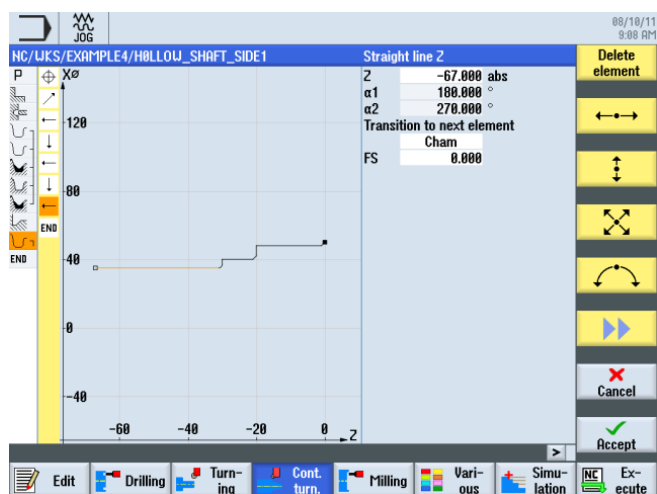 JOG
08/10/11
9:08 AM
NC/WKS/EXAMPLE4/H0LLOW_SHAFT_SIDE1
Straight line Z
Delete
element
P
END
END
XØ
120
80
40
0
-40
-60
-40
-20
0
Z
Z -67.000 abs
α1 180.000 °
α2 270.000 °
Transition to next element
Cham
FS 0.000
Cancel
Accept
>
Edit
Drilling
Turn-
ing
Cont.
turn.
Milling
Vari-
ous
Simu-
lation
NC
Ex-
ecute